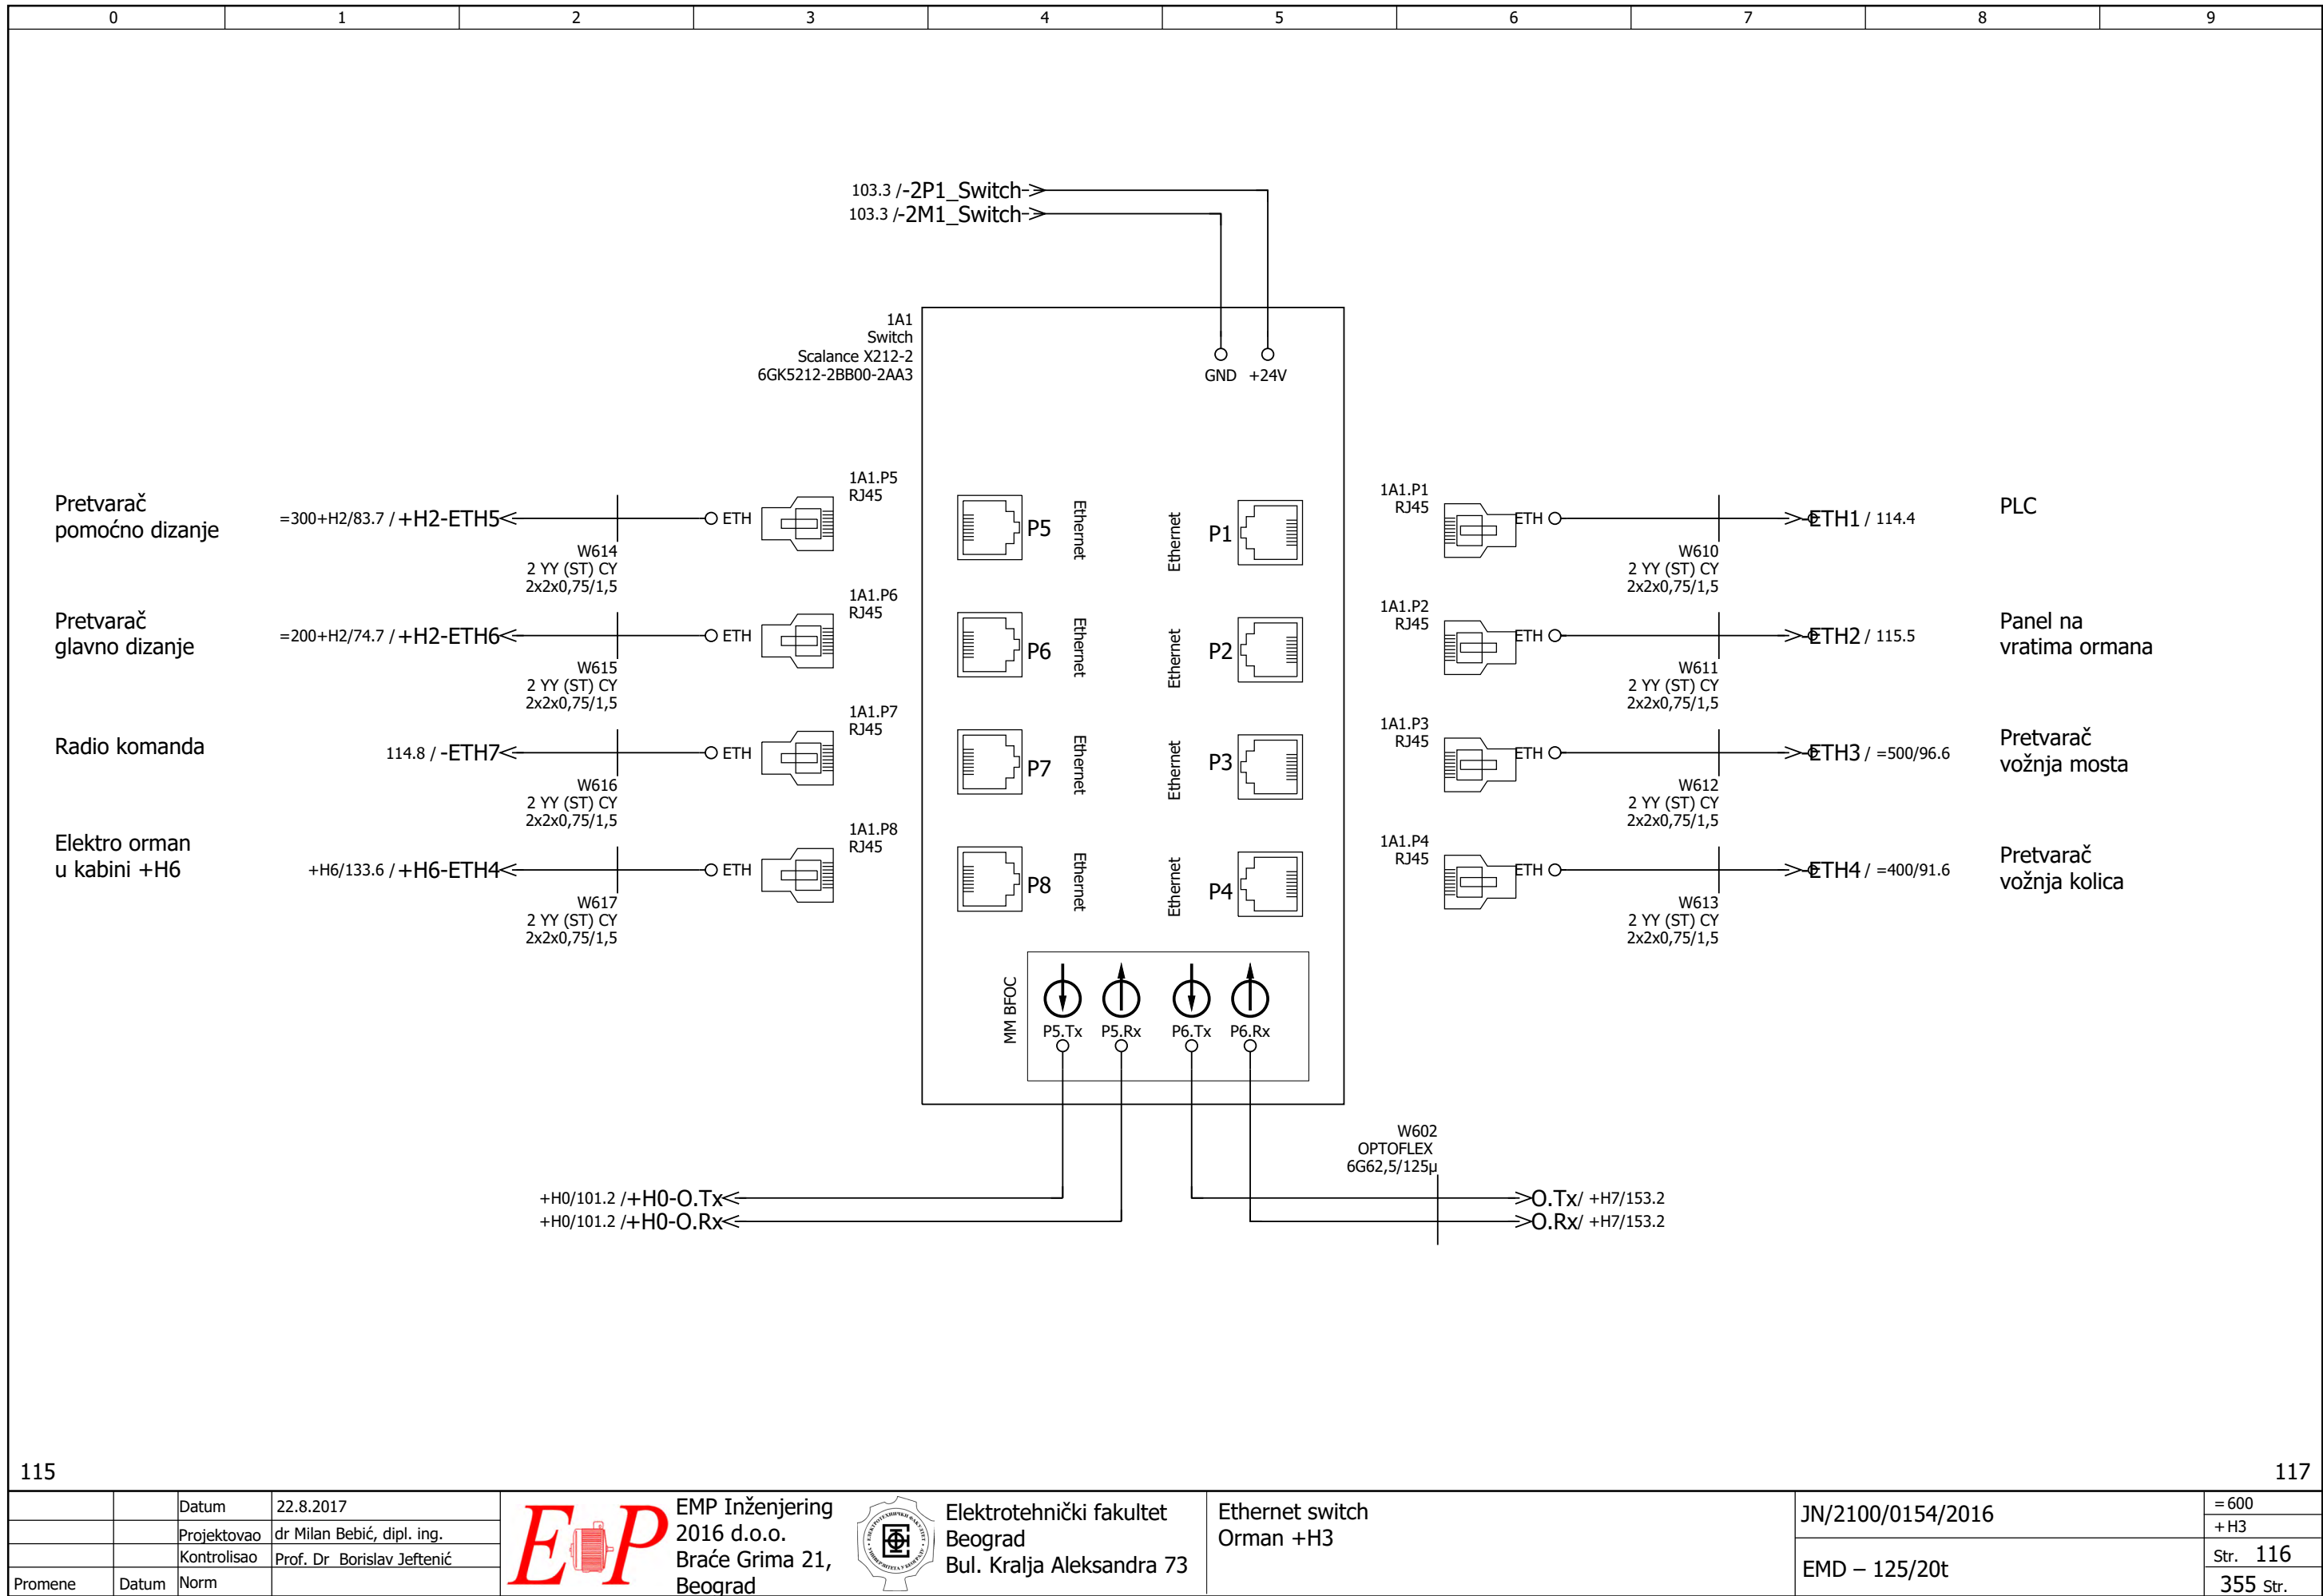 0 1 2 3 4 5 6 7 8 9
103.3 /-2P1_Switch
103.3 /-2M1_Switch
1A1
Switch
Scalance X212-2
6GK5212-2BB00-2AA3
GND +24V
Pretvarač
pomoćno dizanje
=300+H2/83.7 / +H2-ETH5
W614
2 YY (ST) CY
2x2x0,75/1,5
ETH
1A1.P5
RJ45
P5
Ethernet
Ethernet
P1
1A1.P1
RJ45
ETH
W610
2 YY (ST) CY
2x2x0,75/1,5
ETH1 / 114.4
PLC
Pretvarač
glavno dizanje
=200+H2/74.7 / +H2-ETH6
W615
2 YY (ST) CY
2x2x0,75/1,5
ETH
1A1.P6
RJ45
P6
Ethernet
Ethernet
P2
1A1.P2
RJ45
ETH
W611
2 YY (ST) CY
2x2x0,75/1,5
ETH2 / 115.5
Panel na
vratima ormana
Radio komanda
114.8 / -ETH7
W616
2 YY (ST) CY
2x2x0,75/1,5
ETH
1A1.P7
RJ45
P7
Ethernet
Ethernet
P3
1A1.P3
RJ45
ETH
W612
2 YY (ST) CY
2x2x0,75/1,5
ETH3 / =500/96.6
Pretvarač
vožnja mosta
Elektro orman
u kabini +H6
+H6/133.6 / +H6-ETH4
W617
2 YY (ST) CY
2x2x0,75/1,5
ETH
1A1.P8
RJ45
P8
Ethernet
Ethernet
P4
1A1.P4
RJ45
ETH
W613
2 YY (ST) CY
2x2x0,75/1,5
ETH4 / =400/91.6
Pretvarač
vožnja kolica
MM BFOC
P5.Tx P5.Rx P6.Tx P6.Rx
W602
OPTOFLEX
6G62,5/125µ
+H0/101.2 /+H0-O.Tx
+H0/101.2 /+H0-O.Rx
O.Tx/ +H7/153.2
O.Rx/ +H7/153.2
115
117
Datum 22.8.2017
Projektovao dr Milan Bebić, dipl. ing.
Kontrolisao Prof. Dr Borislav Jeftenić
Promene Datum Norm
E P
EMP Inženjering
2016 d.o.o.
Braće Grima 21,
Beograd
Elektrotehnički fakultet
Beograd
Bul. Kralja Aleksandra 73
Ethernet switch
Orman +H3
JN/2100/0154/2016
EMD – 125/20t
= 600
+ H3
Str. 116
355 Str.